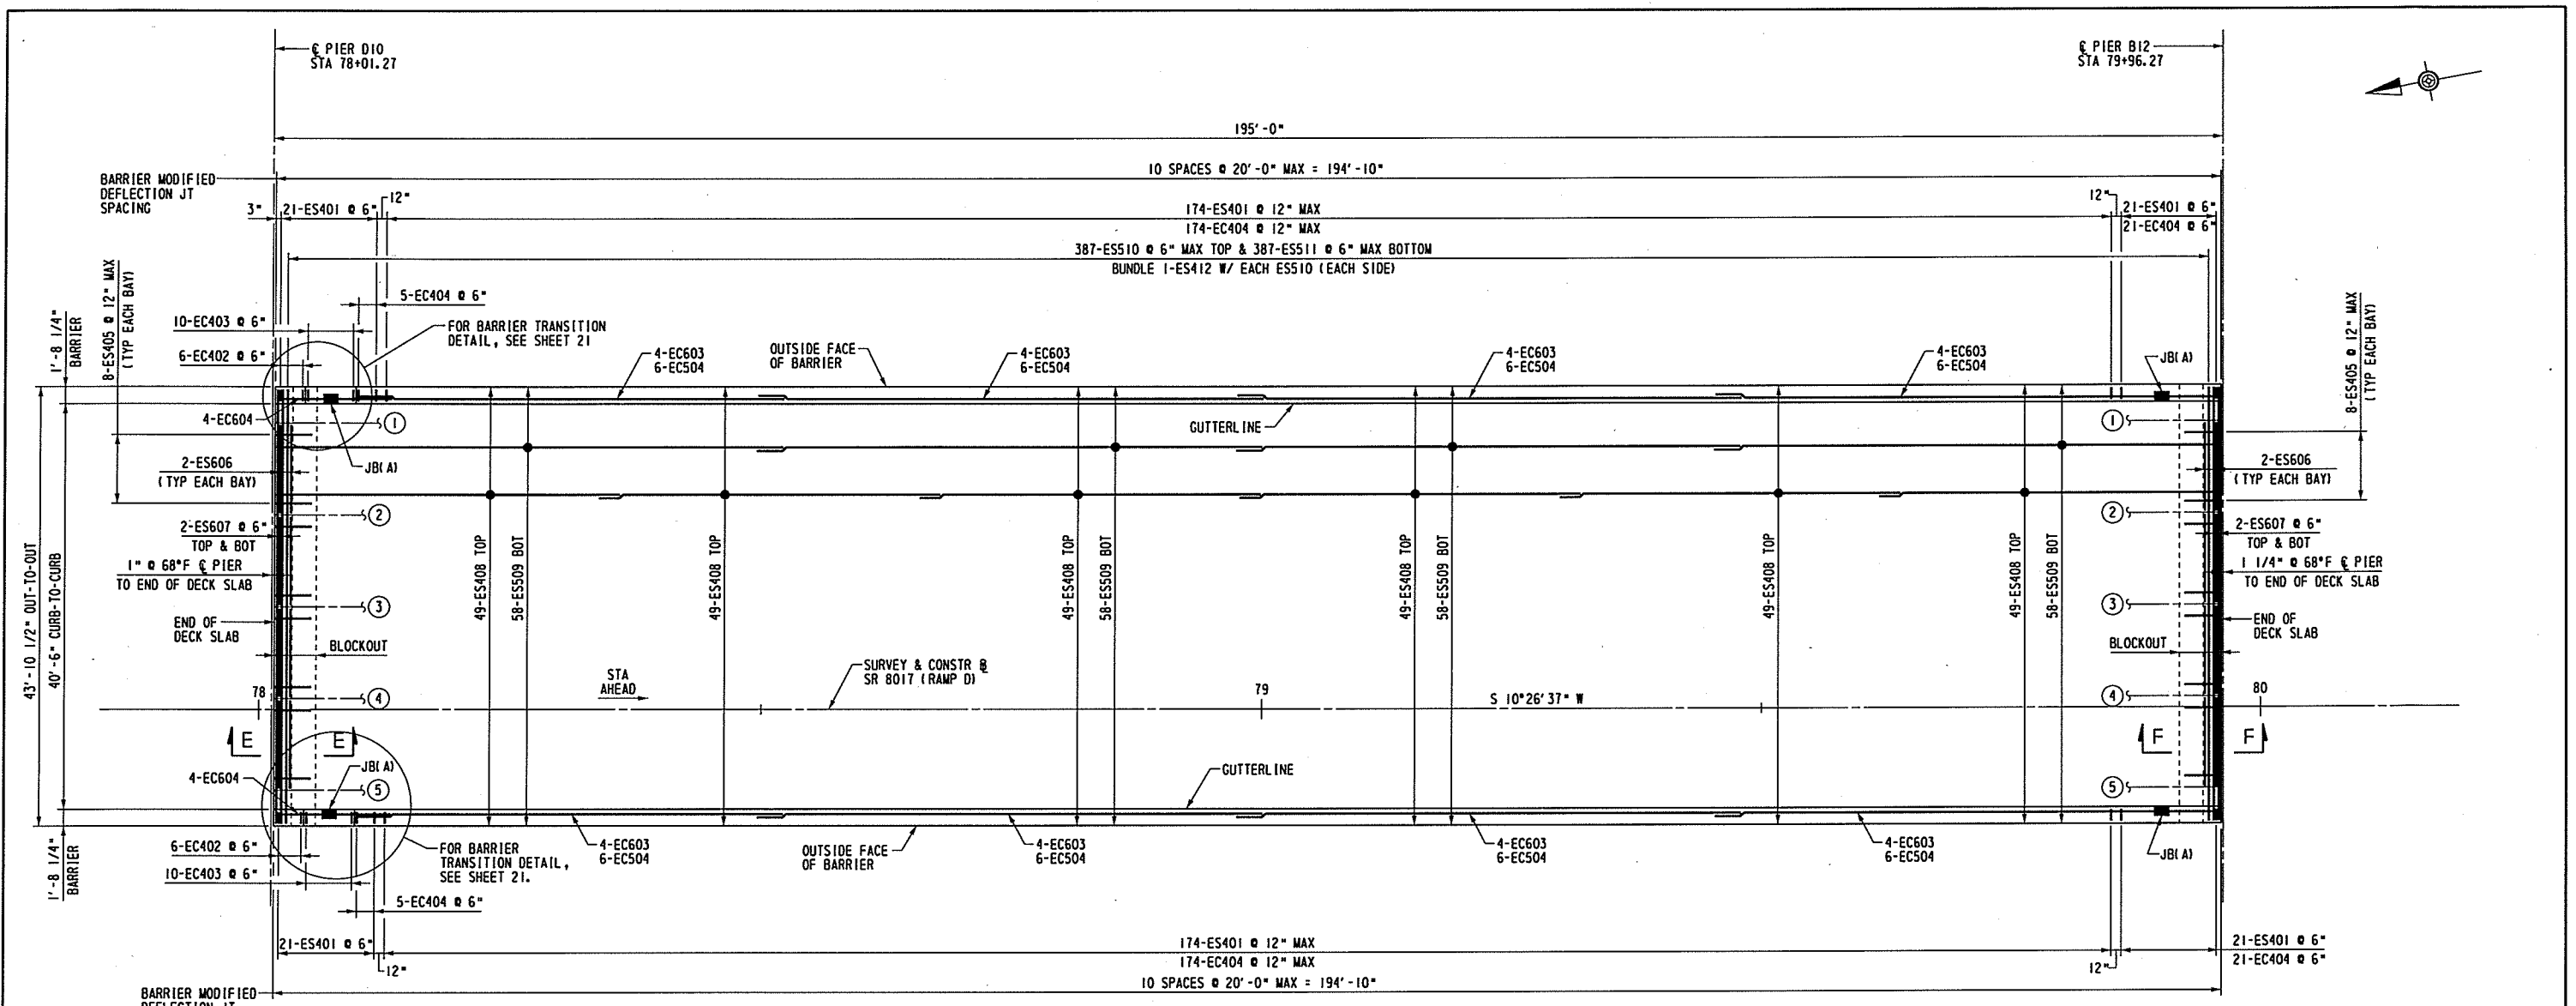 ℄ PIER D10
STA 78+01.27
℄ PIER B12
STA 79+96.27
195'-0"
10 SPACES @ 20'-0" MAX = 194'-10"
BARRIER MODIFIED
DEFLECTION JT
SPACING
3"
21-ES401 @ 6"
12"
174-ES401 @ 12" MAX
174-EC404 @ 12" MAX
12"
21-ES401 @ 6"
21-EC404 @ 6"
387-ES510 @ 6" MAX TOP & 387-ES511 @ 6" MAX BOTTOM
BUNDLE 1-ES412 W/ EACH ES510 (EACH SIDE)
1'-8 1/4"
BARRIER
8-ES405 @ 12" MAX
(TYP EACH BAY)
5-EC404 @ 6"
10-EC403 @ 6"
6-EC402 @ 6"
FOR BARRIER TRANSITION
DETAIL, SEE SHEET 21
4-EC603
6-EC504
OUTSIDE FACE
OF BARRIER
4-EC603
6-EC504
4-EC603
6-EC504
4-EC603
6-EC504
JB(A)
8-ES405 @ 12" MAX
(TYP EACH BAY)
4-EC604
1
GUTTERLINE
1
JB(A)
2-ES606
(TYP EACH BAY)
2-ES606
(TYP EACH BAY)
2
2
2-ES607 @ 6"
TOP & BOT
2-ES607 @ 6"
TOP & BOT
43'-10 1/2" OUT-TO-OUT
40'-6" CURB-TO-CURB
1" @ 68°F ℄ PIER
TO END OF DECK SLAB
1 1/4" @ 68°F ℄ PIER
TO END OF DECK SLAB
49-ES408 TOP
58-ES509 BOT
49-ES408 TOP
49-ES408 TOP
58-ES509 BOT
49-ES408 TOP
58-ES509 BOT
49-ES408 TOP
49-ES408 TOP
58-ES509 BOT
3
3
END OF
DECK SLAB
END OF
DECK SLAB
BLOCKOUT
BLOCKOUT
SURVEY & CONSTR ℄
SR 8017 (RAMP D)
STA
AHEAD
78
4
79
S 10°26'37" W
4
80
E
E
F
F
4-EC604
JB(A)
5
GUTTERLINE
5
6-EC402 @ 6"
10-EC403 @ 6"
1'-8 1/4"
BARRIER
FOR BARRIER
TRANSITION DETAIL,
SEE SHEET 21.
4-EC603
6-EC504
OUTSIDE FACE
OF BARRIER
4-EC603
6-EC504
4-EC603
6-EC504
4-EC603
6-EC504
JB(A)
5-EC404 @ 6"
21-ES401 @ 6"
12"
174-ES401 @ 12" MAX
174-EC404 @ 12" MAX
12"
21-ES401 @ 6"
21-EC404 @ 6"
10 SPACES @ 20'-0" MAX = 194'-10"
BARRIER MODIFIED
DEFLECTION JT